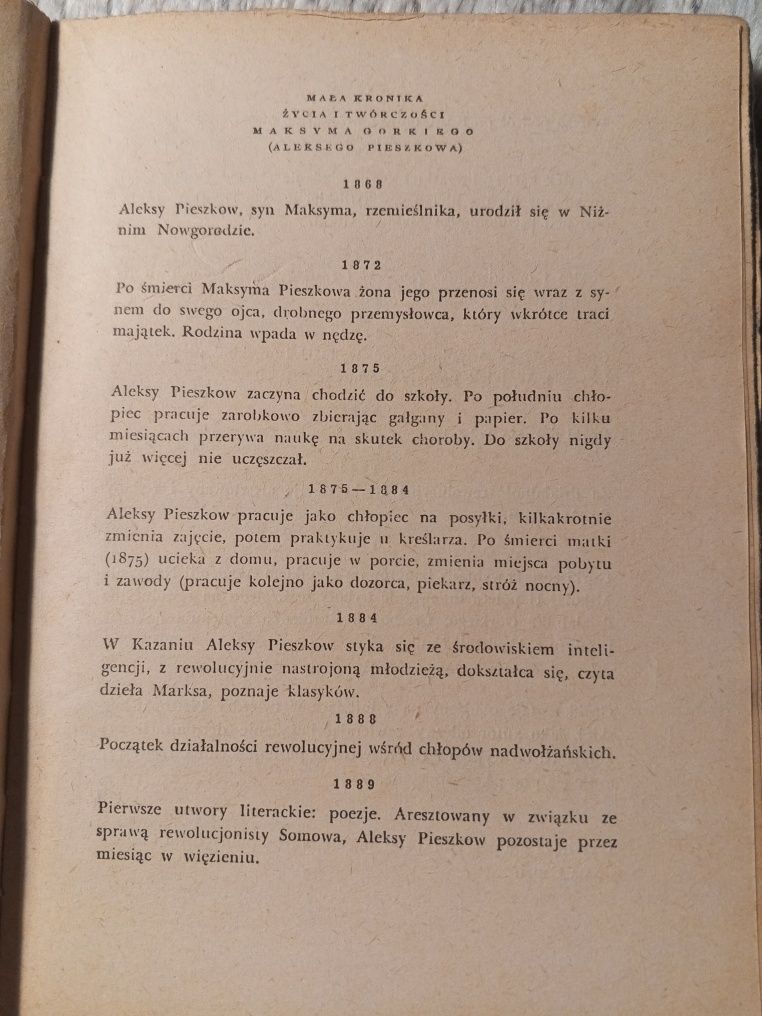 MAŁA KRONIKA
ŻYCIA I TWÓRCZOŚCI
MAKSYMA GORKIEGO
(ALEKSEGO PIESZKOWA)
1868
Aleksy Pieszkow, syn Maksyma, rzemieślnika, urodził się w Niż-
nim Nowgorodzie.
1872
Po śmierci Maksyma Pieszkowa żona jego przenosi się wraz z sy-
nem do swego ojca, drobnego przemysłowca, który wkrótce traci
majątek. Rodzina wpada w nędzę.
1875
Aleksy Pieszkow zaczyna chodzić do szkoły. Po południu chło-
piec pracuje zarobkowo zbierając gałgany i papier. Po kilku
miesiącach przerywa naukę na skutek choroby. Do szkoły nigdy
już więcej nie uczęszczał.
1875—1884
Aleksy Pieszkow pracuje jako chłopiec na posyłki, kilkakrotnie
zmienia zajęcie, potem praktykuje u kreślarza. Po śmierci matki
(1875) ucieka z domu, pracuje w porcie, zmienia miejsca pobytu
i zawody (pracuje kolejno jako dozorca, piekarz, stróż nocny).
1884
W Kazaniu Aleksy Pieszkow styka się ze środowiskiem inteli-
gencji, z rewolucyjnie nastrojoną młodzieżą, dokształca się, czyta
dzieła Marksa, poznaje klasyków.
1888
Początek działalności rewolucyjnej wśród chłopów nadwołżańskich.
1889
Pierwsze utwory literackie: poezje. Aresztowany w związku ze
sprawą rewolucjonisty Somowa, Aleksy Pieszkow pozostaje przez
miesiąc w więzieniu.